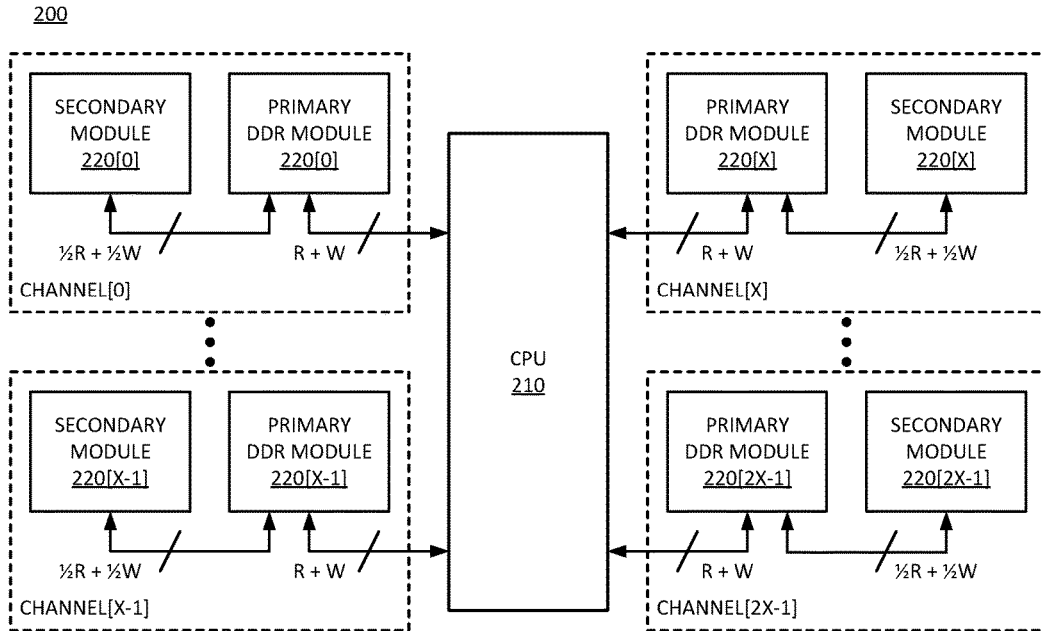 200
SECONDARY
MODULE
220[0]
PRIMARY
DDR MODULE
220[0]
½R + ½W
R + W
CHANNEL[0]
PRIMARY
DDR MODULE
220[X]
SECONDARY
MODULE
220[X]
R + W
½R + ½W
CHANNEL[X]
CPU
210
SECONDARY
MODULE
220[X-1]
PRIMARY
DDR MODULE
220[X-1]
½R + ½W
R + W
CHANNEL[X-1]
PRIMARY
DDR MODULE
220[2X-1]
SECONDARY
MODULE
220[2X-1]
R + W
½R + ½W
CHANNEL[2X-1]